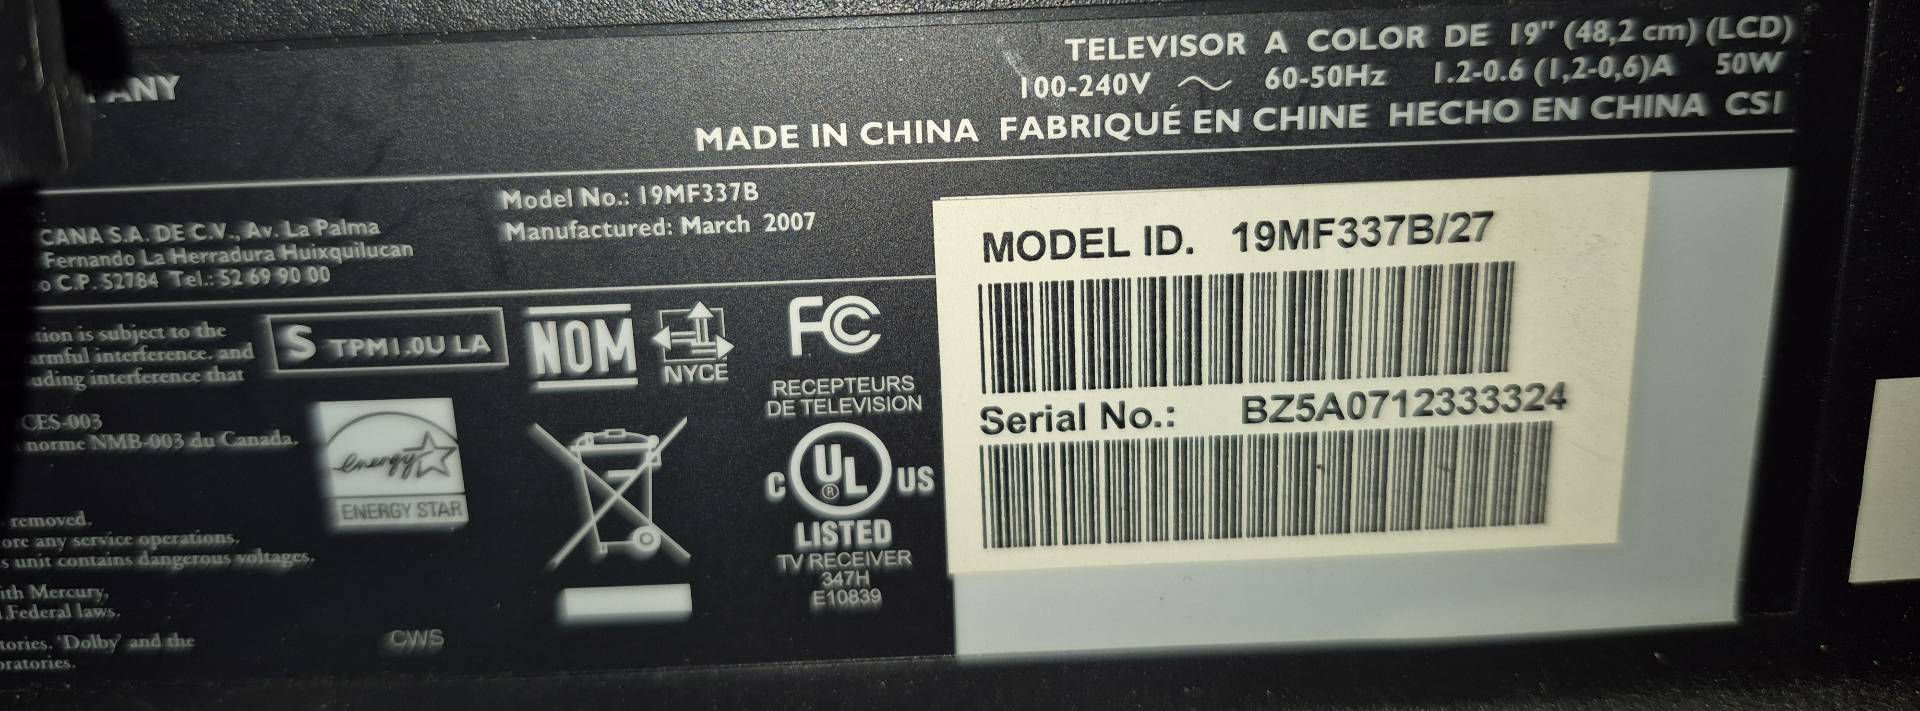 TELEVISOR A COLOR DE 19" (48,2 cm) (LCD)
100-240V ~ 60-50Hz 1.2-0.6 (1,2-0,6)A 50W
MADE IN CHINA FABRIQUÉ EN CHINE HECHO EN CHINA CSI
Model No.: 19MF337B
Manufactured: March 2007
CANA S.A. DE C.V., Av. La Palma
Fernando La Herradura Huixquilucan
o C.P. 52784 Tel.: 52 69 90 00
tion is subject to the
armful interference, and
uding interference that
CES-003
norme NMB-003 du Canada.
removed.
ore any service operations.
s unit contains dangerous voltages.
ith Mercury,
Federal laws.
tories. 'Dolby' and the
oratories.
S TPM1.0U LA
energy
ENERGY STAR
CWS
NOM
NYCE
FC
RECEPTEURS
DE TELEVISION
C UL ® US
LISTED
TV RECEIVER
347H
E10839
MODEL ID. 19MF337B/27
Serial No.: BZ5A0712333324